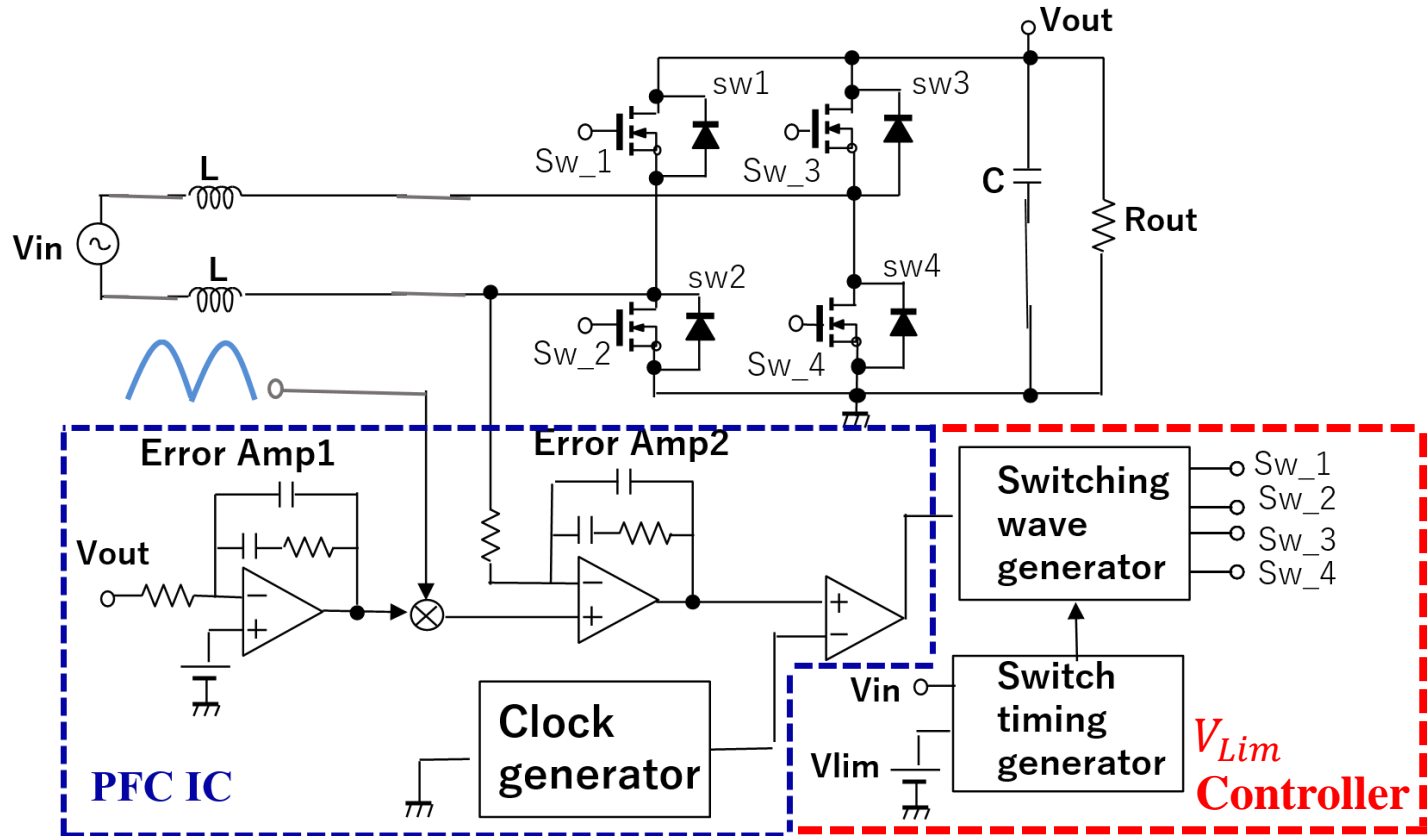 Vout
sw1
sw3
Sw_1
Sw_3
L
C
Rout
Vin
L
sw2
sw4
Sw_2
Sw_4
Error Amp1
Error Amp2
Vout
−
+
−
+
+
−
Switching
wave
generator
Sw_1
Sw_2
Sw_3
Sw_4
Clock
generator
Vin
Vlim
Switch
timing
generator
PFC IC
V_Lim
Controller